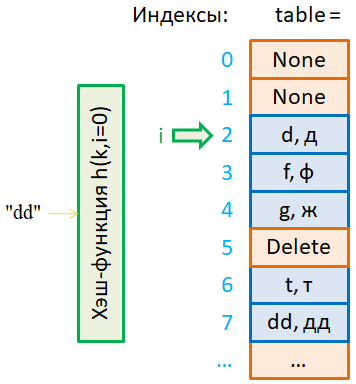 Индексы: table =
0 None
1 None
i 2 d, д
3 f, ф
4 g, ж
"dd" Хэш-функция h(k,i=0)
5 Delete
6 t, т
7 dd, дд
... ...